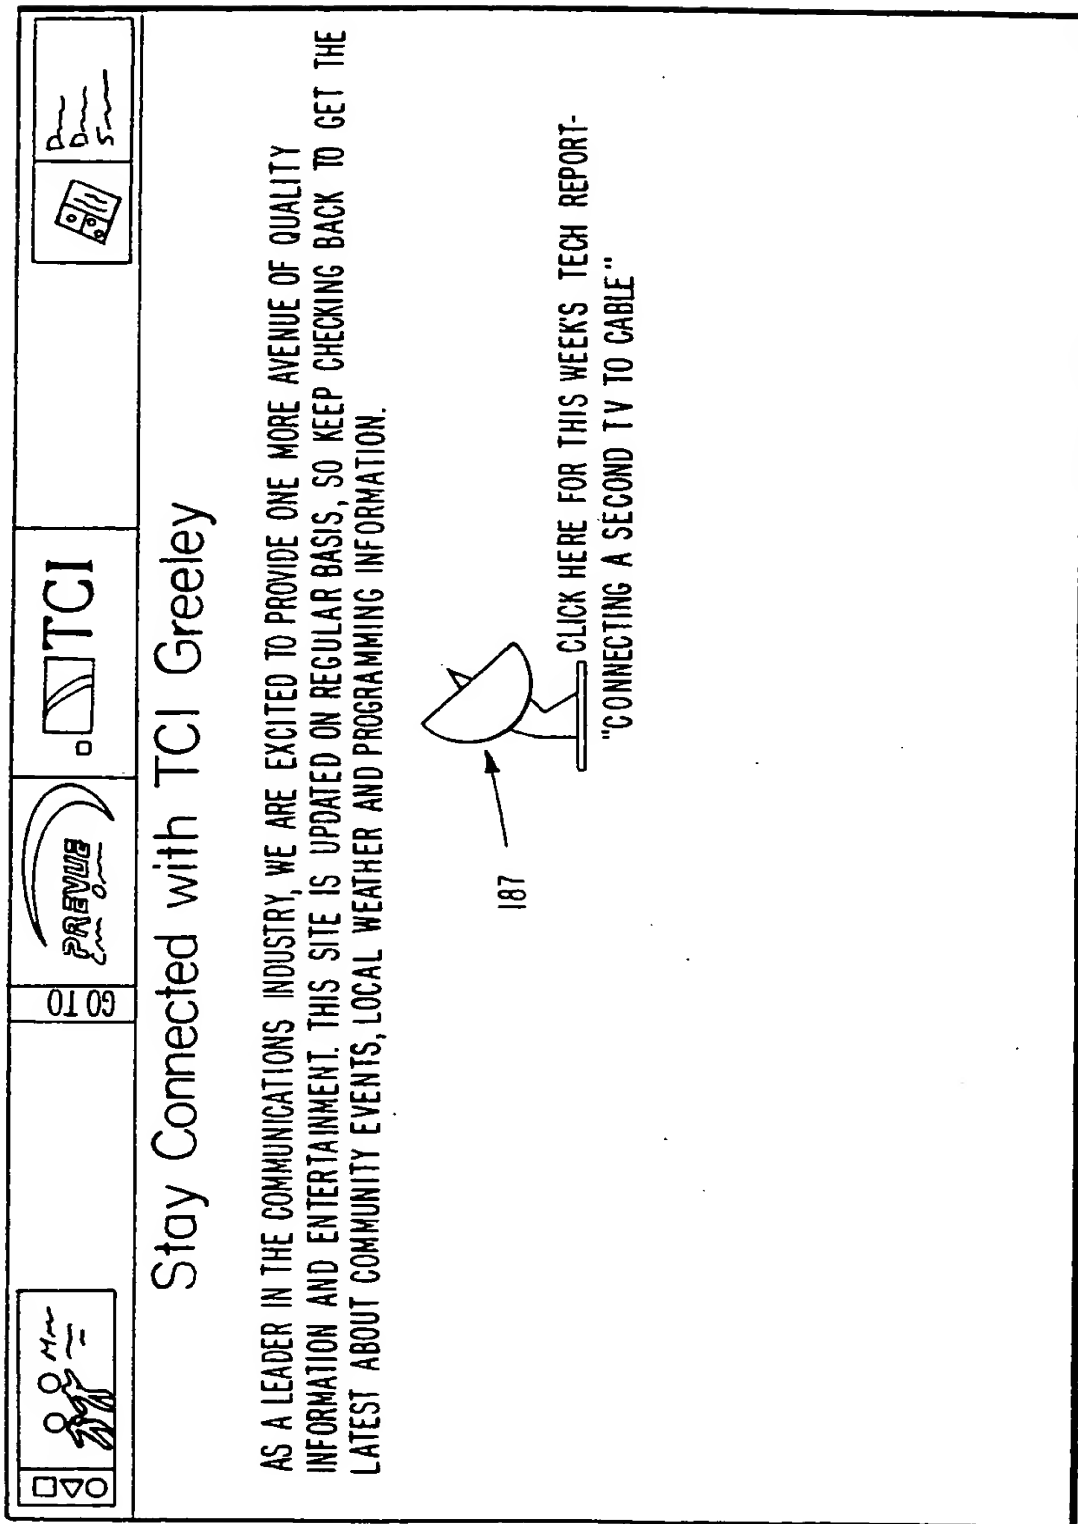 GO TO
PREVUE
TCI
Stay Connected with TCI Greeley
AS A LEADER IN THE COMMUNICATIONS INDUSTRY, WE ARE EXCITED TO PROVIDE ONE MORE AVENUE OF QUALITY
INFORMATION AND ENTERTAINMENT. THIS SITE IS UPDATED ON REGULAR BASIS, SO KEEP CHECKING BACK TO GET THE
LATEST ABOUT COMMUNITY EVENTS, LOCAL WEATHER AND PROGRAMMING INFORMATION.
187
CLICK HERE FOR THIS WEEK'S TECH REPORT-
"CONNECTING A SECOND TV TO CABLE"